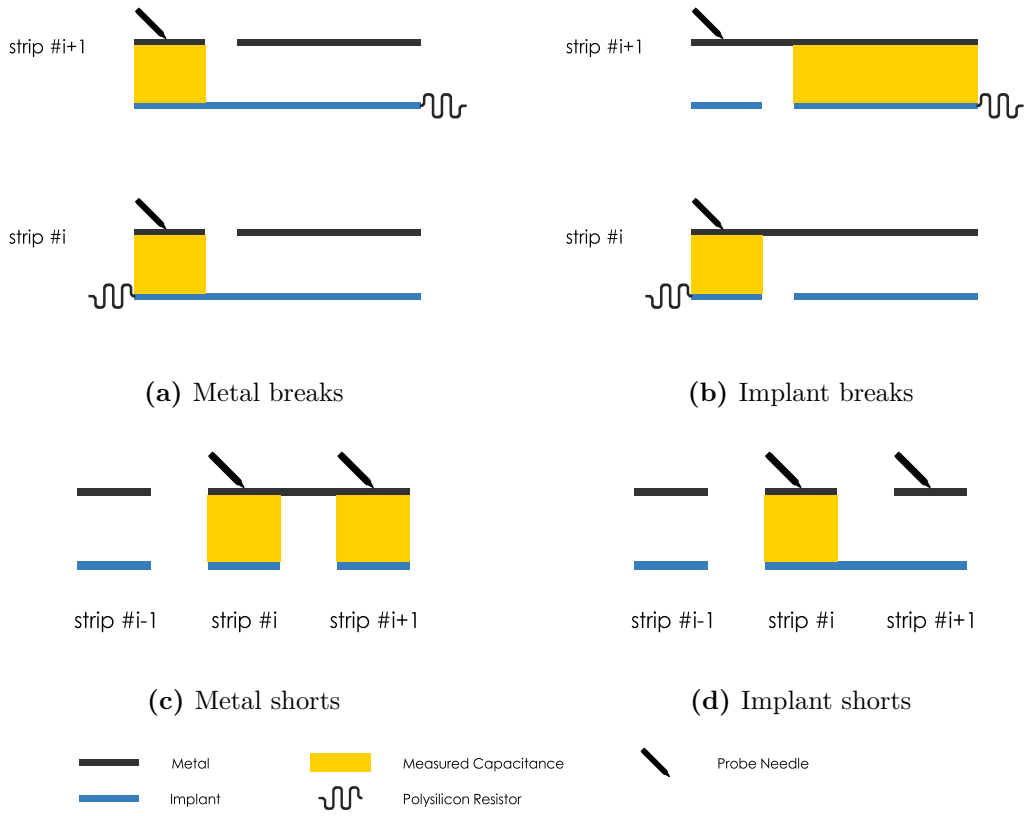 strip #i+1
strip #i+1
strip #i
strip #i
(a) Metal breaks
(b) Implant breaks
strip #i-1 strip #i strip #i+1
strip #i-1 strip #i strip #i+1
(c) Metal shorts
(d) Implant shorts
Metal
Measured Capacitance
Probe Needle
Implant
Polysilicon Resistor